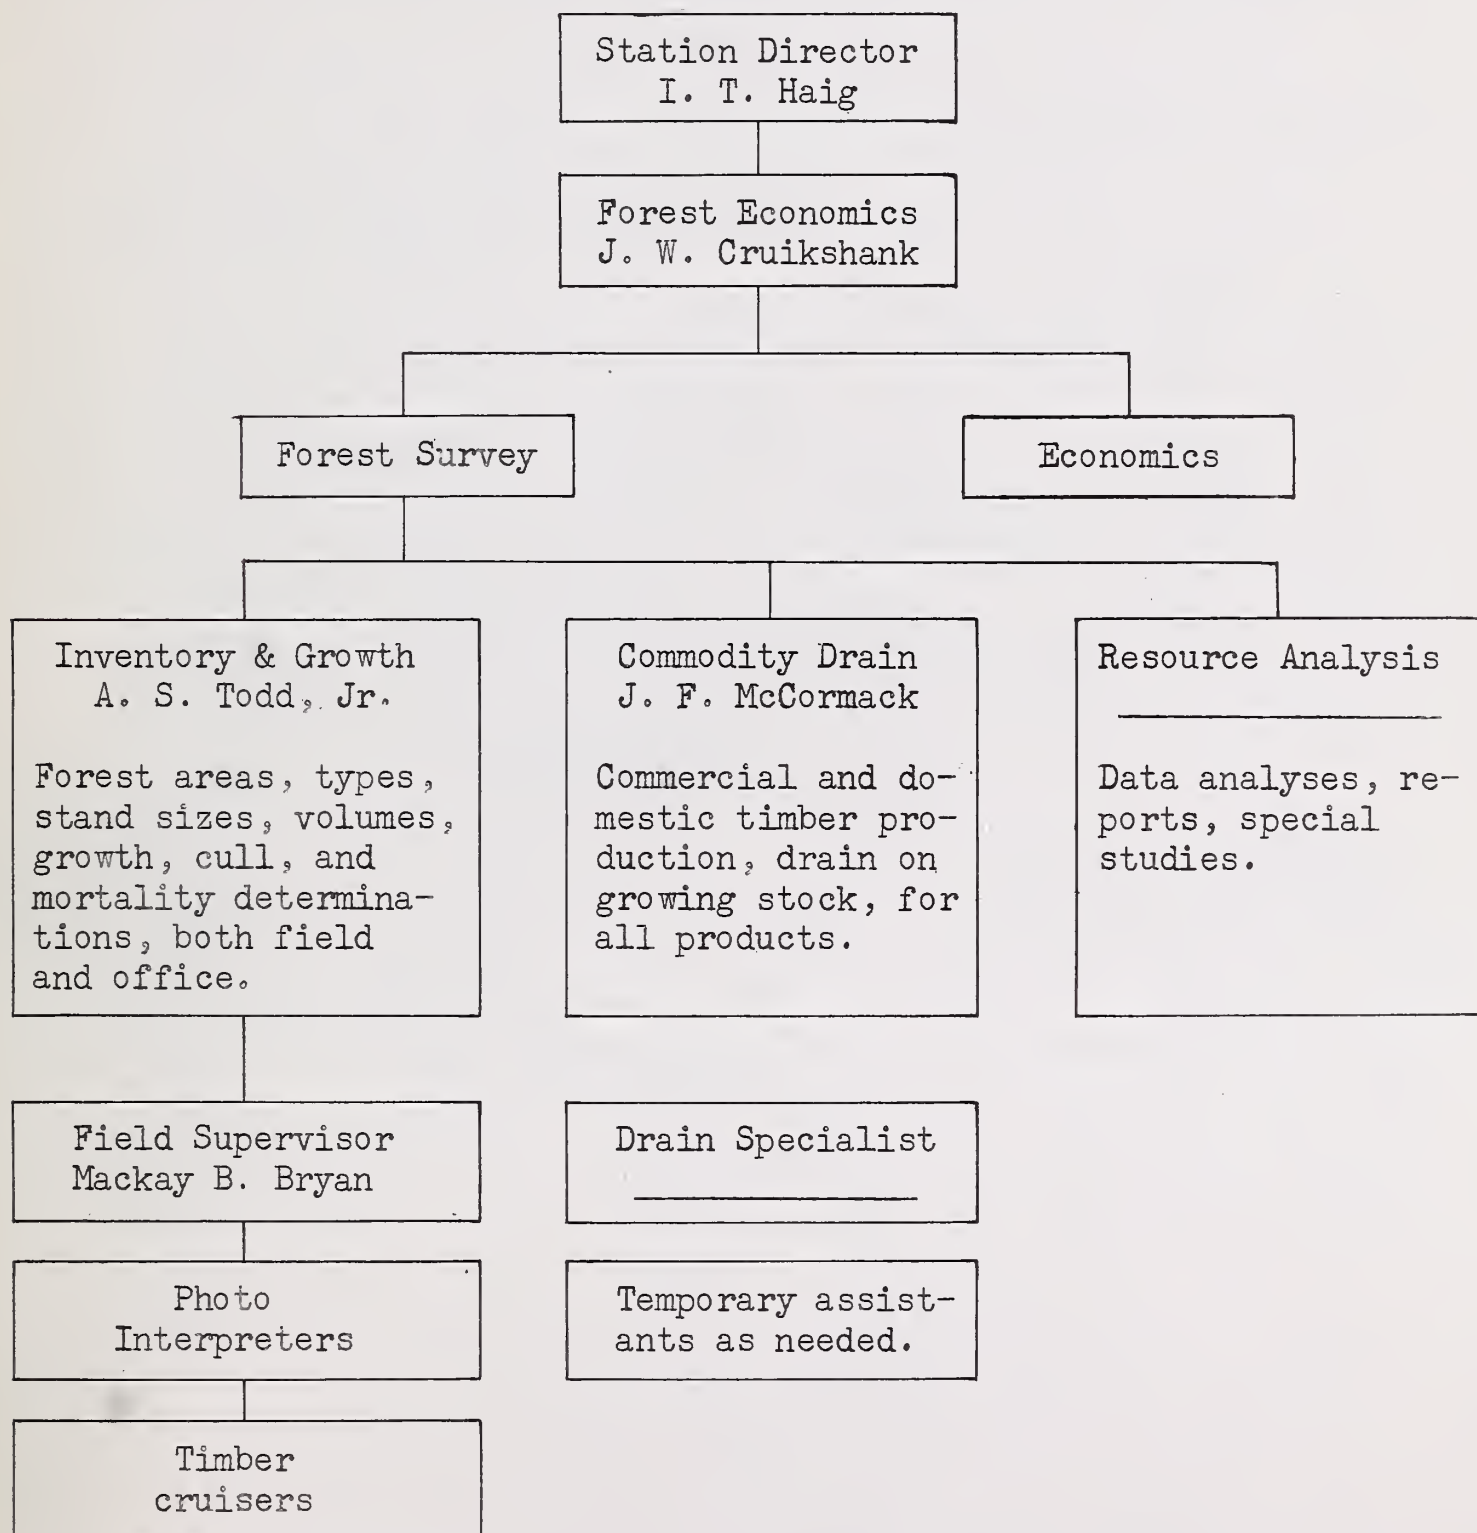 Station Director
I. T. Haig
Forest Economics
J. W. Cruikshank
Forest Survey
Economics
Inventory & Growth
A. S. Todd, Jr.
Forest areas, types,
stand sizes, volumes,
growth, cull, and
mortality determina-
tions, both field
and office.
Commodity Drain
J. F. McCormack
Commercial and do-
mestic timber pro-
duction, drain on
growing stock, for
all products.
Resource Analysis
Data analyses, re-
ports, special
studies.
Field Supervisor
Mackay B. Bryan
Drain Specialist
Photo
Interpreters
Temporary assist-
ants as needed.
Timber
cruisers